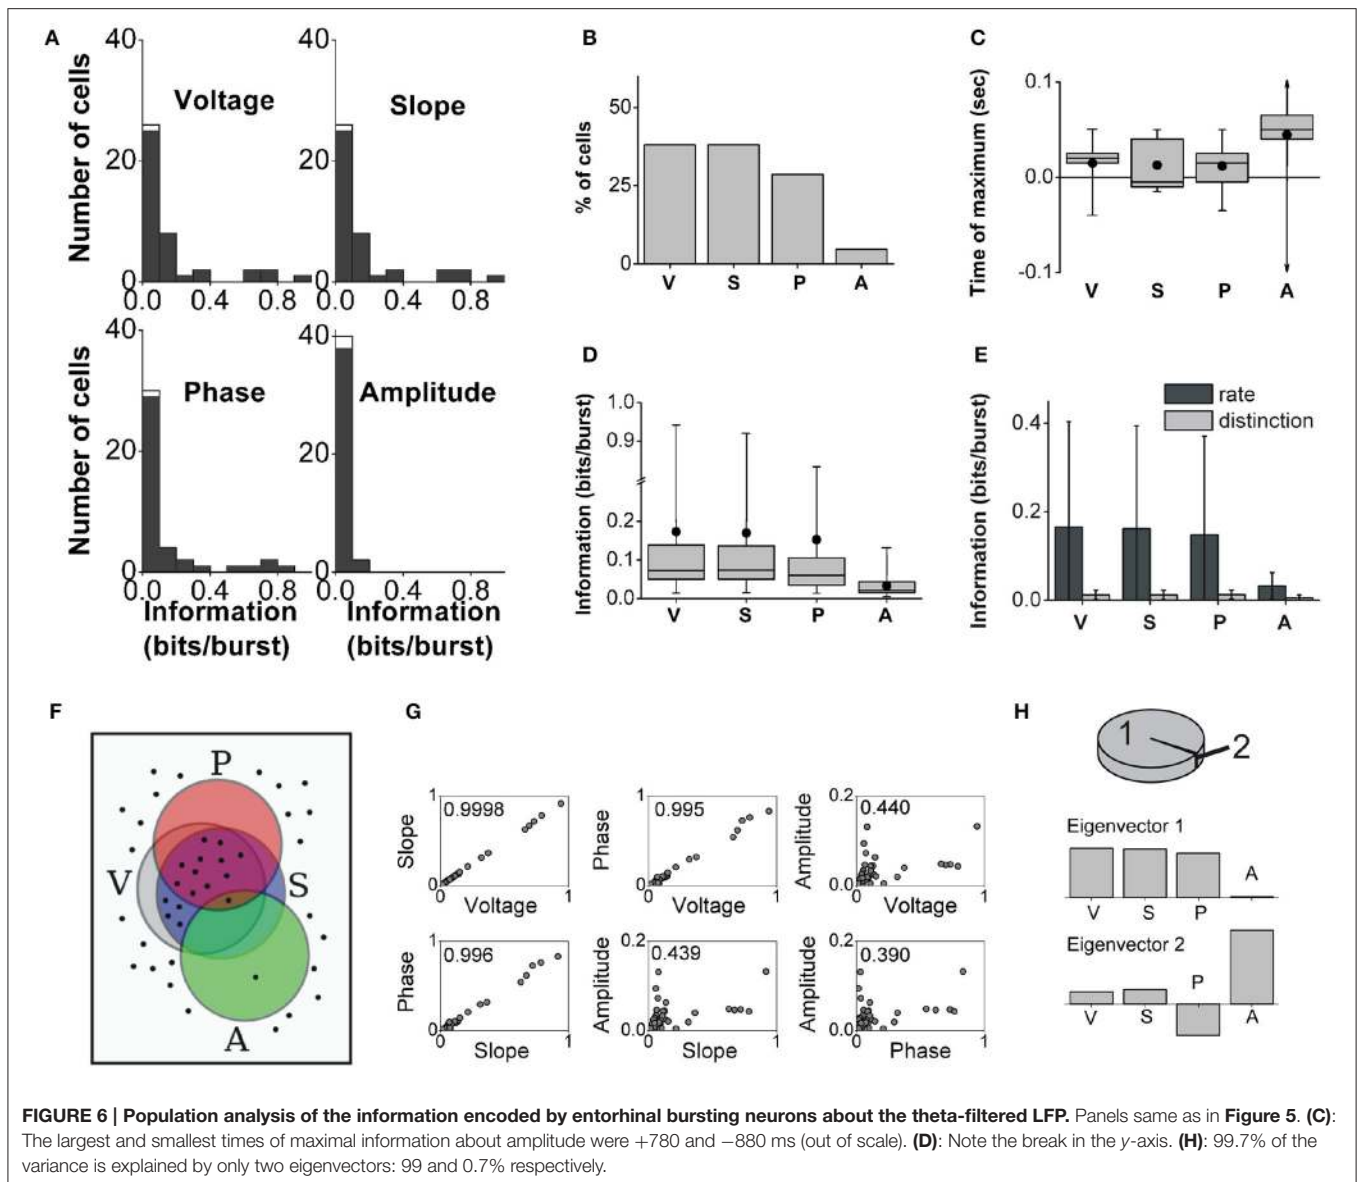 A
40
20
0
0.0 0.4 0.8
Number of cells
Voltage
40
20
0
0.0 0.4 0.8
Slope
40
20
0
0.0 0.4 0.8
Number of cells
Phase
Information
(bits/burst)
40
20
0
0.0 0.4 0.8
Amplitude
Information
(bits/burst)
B
% of cells
50
25
0
V S P A
C
Time of maximum (sec)
0.1
0.0
-0.1
V S P A
D
Information (bits/burst)
1.0
0.9
0.2
0.1
0.0
V S P A
E
Information (bits/burst)
0.4
0.2
0.0
rate
distinction
V S P A
F
P
V
S
A
G
1
Slope
0
0.9998
Voltage 1
1
Phase
0
0.995
0 Voltage 1
0.2
Amplitude
0.0
0.440
0 Voltage 1
1
Phase
0
0.996
0 Slope 1
0.2
Amplitude
0.0
0.439
0 Slope 1
0.2
Amplitude
0.0
0.390
0 Phase 1
H
1
2
Eigenvector 1
A
V S P
Eigenvector 2
P
V S A
FIGURE 6 | Population analysis of the information encoded by entorhinal bursting neurons about the theta-filtered LFP. Panels same as in Figure 5. (C):
The largest and smallest times of maximal information about amplitude were +780 and −880 ms (out of scale). (D): Note the break in the y-axis. (H): 99.7% of the
variance is explained by only two eigenvectors: 99 and 0.7% respectively.